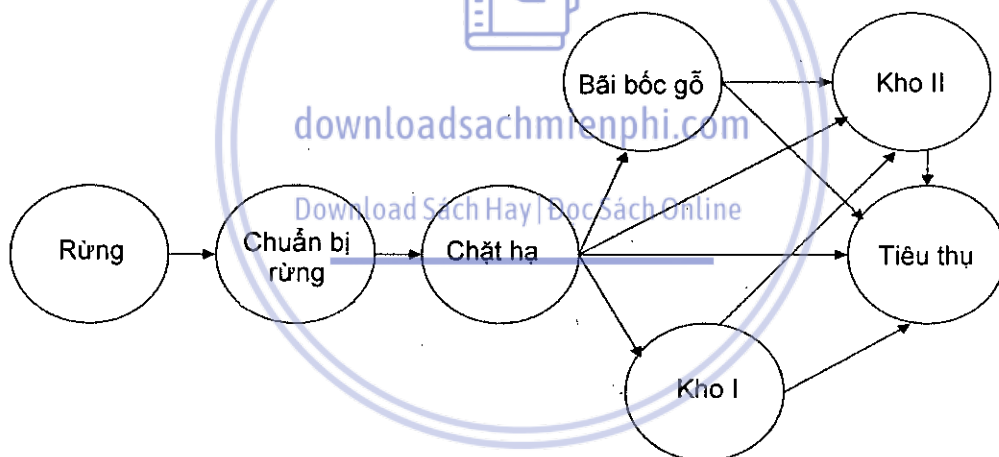 Bãi bốc gỗ
Kho II
downloadsachmienphi.com
Download Sách Hay | Đọc Sách Online
Rừng
Chuẩn bị
rừng
Chặt hạ
Tiêu thụ
Kho I